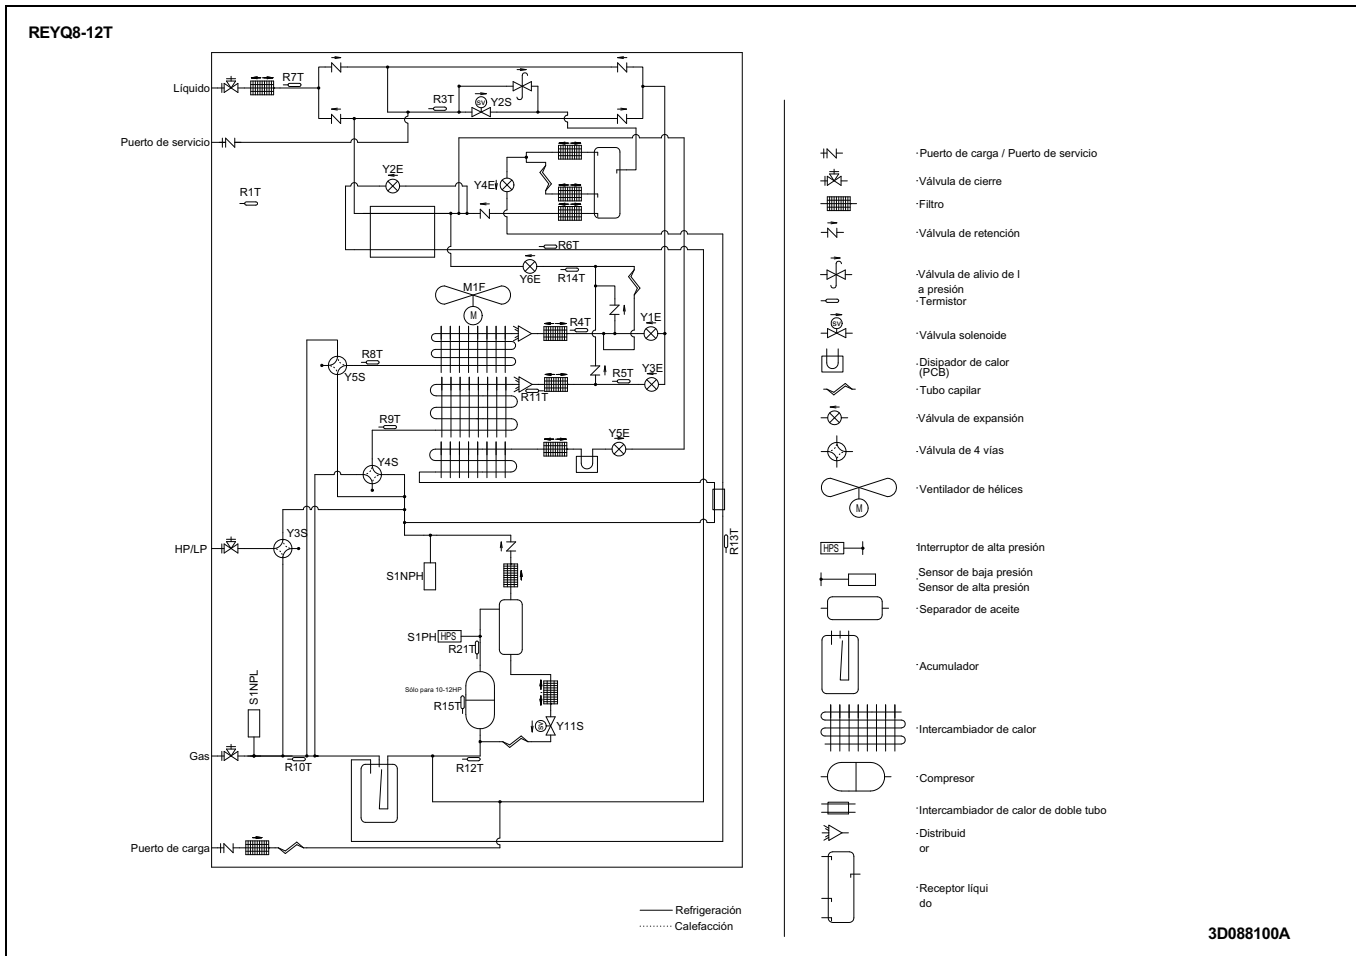 REYQ8-12T
Líquido
R7T
R3T
SV
Y2S
Puerto de servicio
Y2E
Y4E
R1T
R6T
Y6E
R14T
M1F
M
R4T
Y1E
R8T
Y5S
R5T
Y3E
R11T
R9T
Y5E
Y4S
HP/LP
Y3S
R13T
S1NPH
S1PH
HPS
R21T
Sólo para 10-12HP
R15T
S1NPL
SV
Y11S
Gas
R10T
R12T
Puerto de carga
Refrigeración
Calefacción
·Puerto de carga / Puerto de servicio
·Válvula de cierre
·Filtro
·Válvula de retención
·Válvula de alivio de l
a presión
·Termistor
SV
·Válvula solenoide
·Disipador de calor
(PCB)
·Tubo capilar
·Válvula de expansión
·Válvula de 4 vías
·Ventilador de hélices
M
HPS
·Interruptor de alta presión
·Sensor de baja presión
Sensor de alta presión
·Separador de aceite
·Acumulador
·Intercambiador de calor
·Compresor
·Intercambiador de calor de doble tubo
·Distribuid
or
·Receptor líqui
do
3D088100A